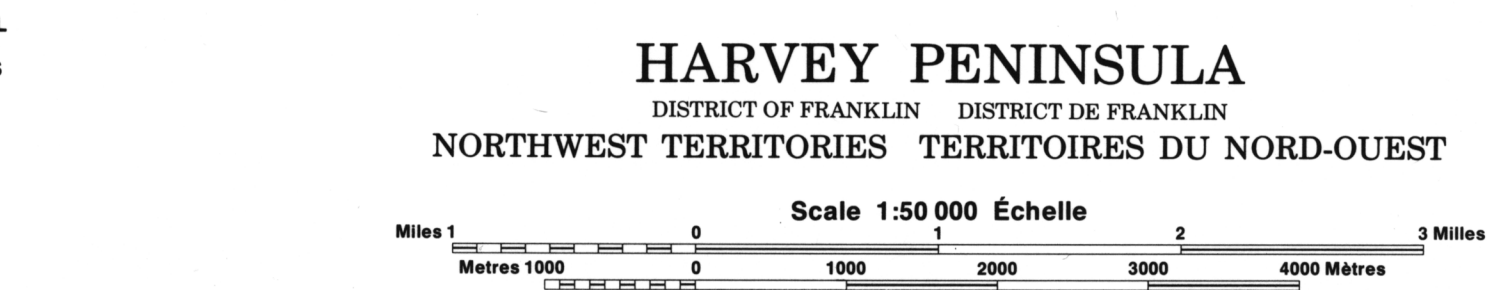 HARVEY PENINSULA
DISTRICT OF FRANKLIN DISTRICT DE FRANKLIN
NORTHWEST TERRITORIES TERRITOIRES DU NORD-OUEST
Scale 1:50 000 Échelle
Miles 1 0 1 2 3 Milles
Metres 1000 0 1000 2000 3000 4000 Mètres